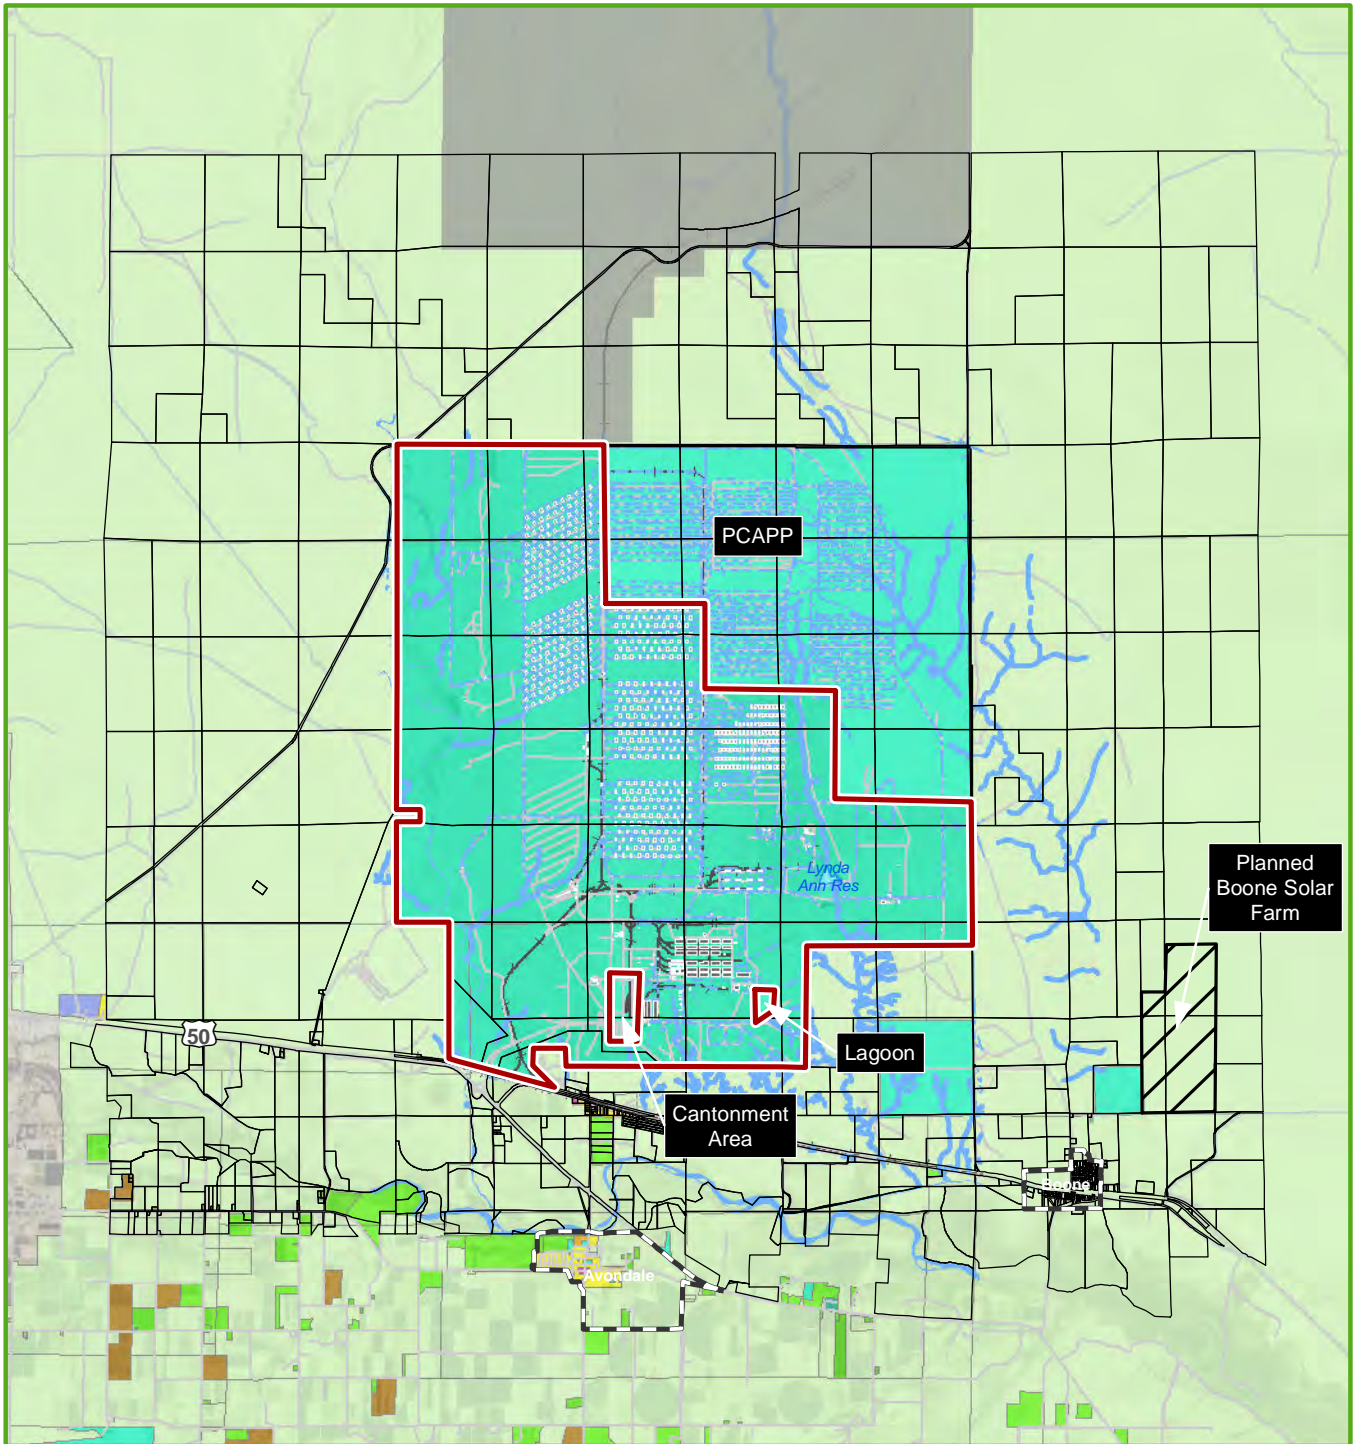 PCAPP
Lynda
Ann Res
Planned
Boone Solar
Farm
50
Lagoon
Cantonment
Area
Boone
Avondale